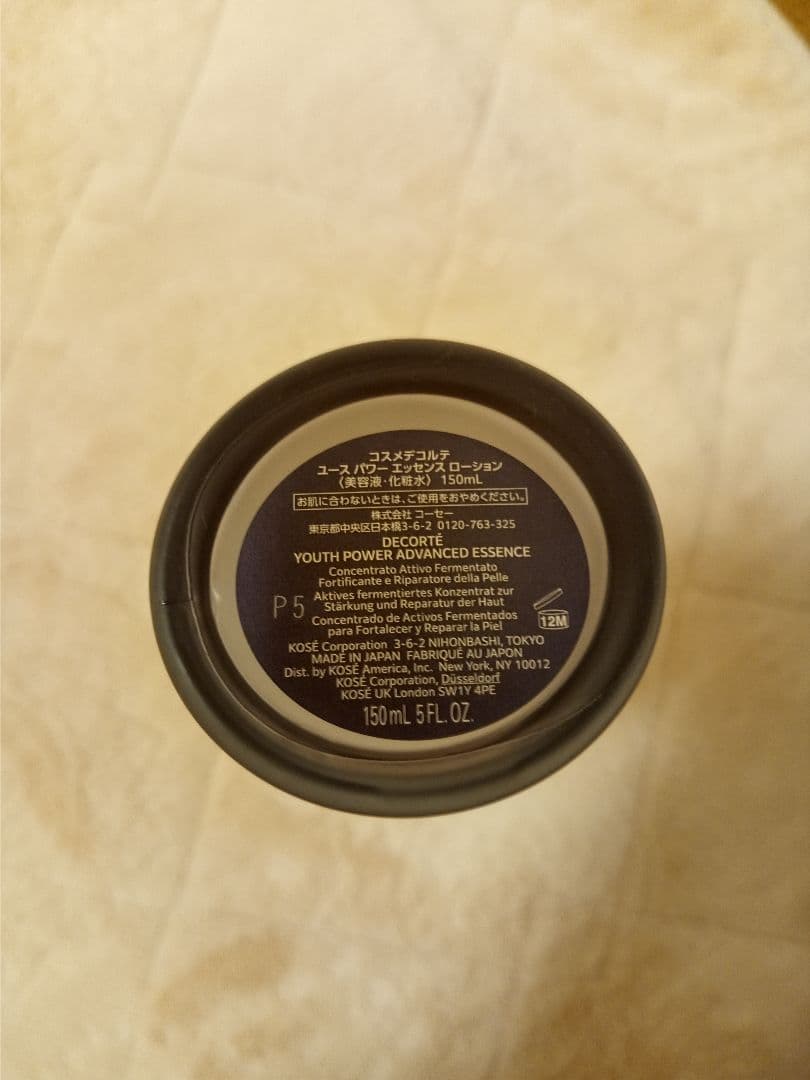 コスメデコルテ
ユース パワー エッセンス ローション
〈美容液・化粧水〉 150mL
お肌に合わないときは、ご使用をおやめください。
株式会社 コーセー
東京都中央区日本橋3-6-2 0120-763-325
DECORTÉ
YOUTH POWER ADVANCED ESSENCE
Concentrato Attivo Fermentato
Fortificante e Riparatore della Pelle
P5
Aktives fermentiertes Konzentrat zur
Stärkung und Reparatur der Haut
Concentrado de Activos Fermentados
para Fortalecer y Reparar la Piel
12M
KOSÉ Corporation 3-6-2 NIHONBASHI, TOKYO
MADE IN JAPAN FABRIQUÉ AU JAPON
Dist. by KOSÉ America, Inc. New York, NY 10012
KOSÉ Corporation, Düsseldorf
KOSÉ UK London SW1Y 4PE
150mL 5FL.OZ.